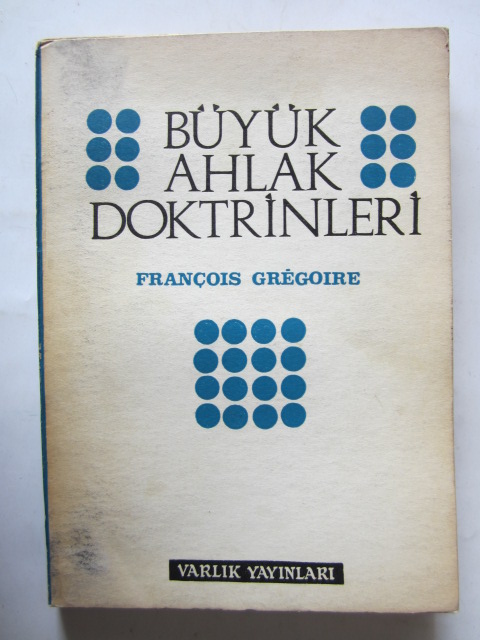 BÜYÜK
AHLAK
DOKTRİNLERİ
FRANÇOIS GRÉGOIRE
VARLIK YAYINLARI